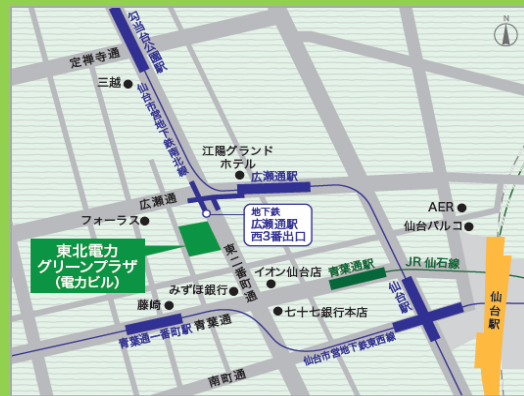 N
勾当台公園駅
定禅寺通
三越
仙台市営地下鉄南北線
江陽グランド
ホテル
広瀬通駅
広瀬通
地下鉄
広瀬通駅
西3番出口
フォーラス
AER
仙台パルコ
東北電力
グリーンプラザ
(電力ビル)
東二番町通
イオン仙台店
青葉通駅
JR 仙石線
みずほ銀行
仙台駅
仙台駅
藤崎
七十七銀行本店
青葉通
青葉通一番町駅
仙台市営地下鉄東西線
南町通